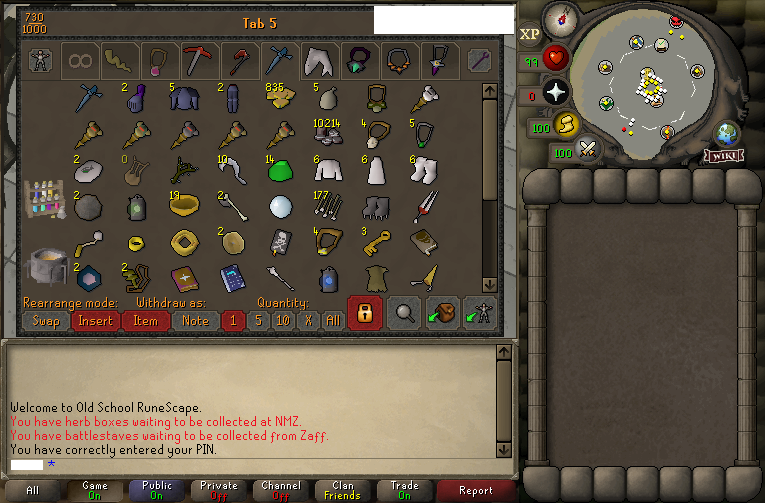 730
1000
Tab 5
XP
99
0
100
100
WIKI
2 5 2 835 5
10214 4 5
2 0 10 14 6 6 6
2 19 2 177
2 4 3
2 2
Rearrange mode: Withdraw as: Quantity:
Swap Insert Item Note 1 5 10 X All
Welcome to Old School RuneScape.
You have herb boxes waiting to be collected at NMZ.
You have battlestaves waiting to be collected from Zaff.
You have correctly entered your PIN.
*
All Game On Public On Private Off Channel Off Clan Friends Trade On Report